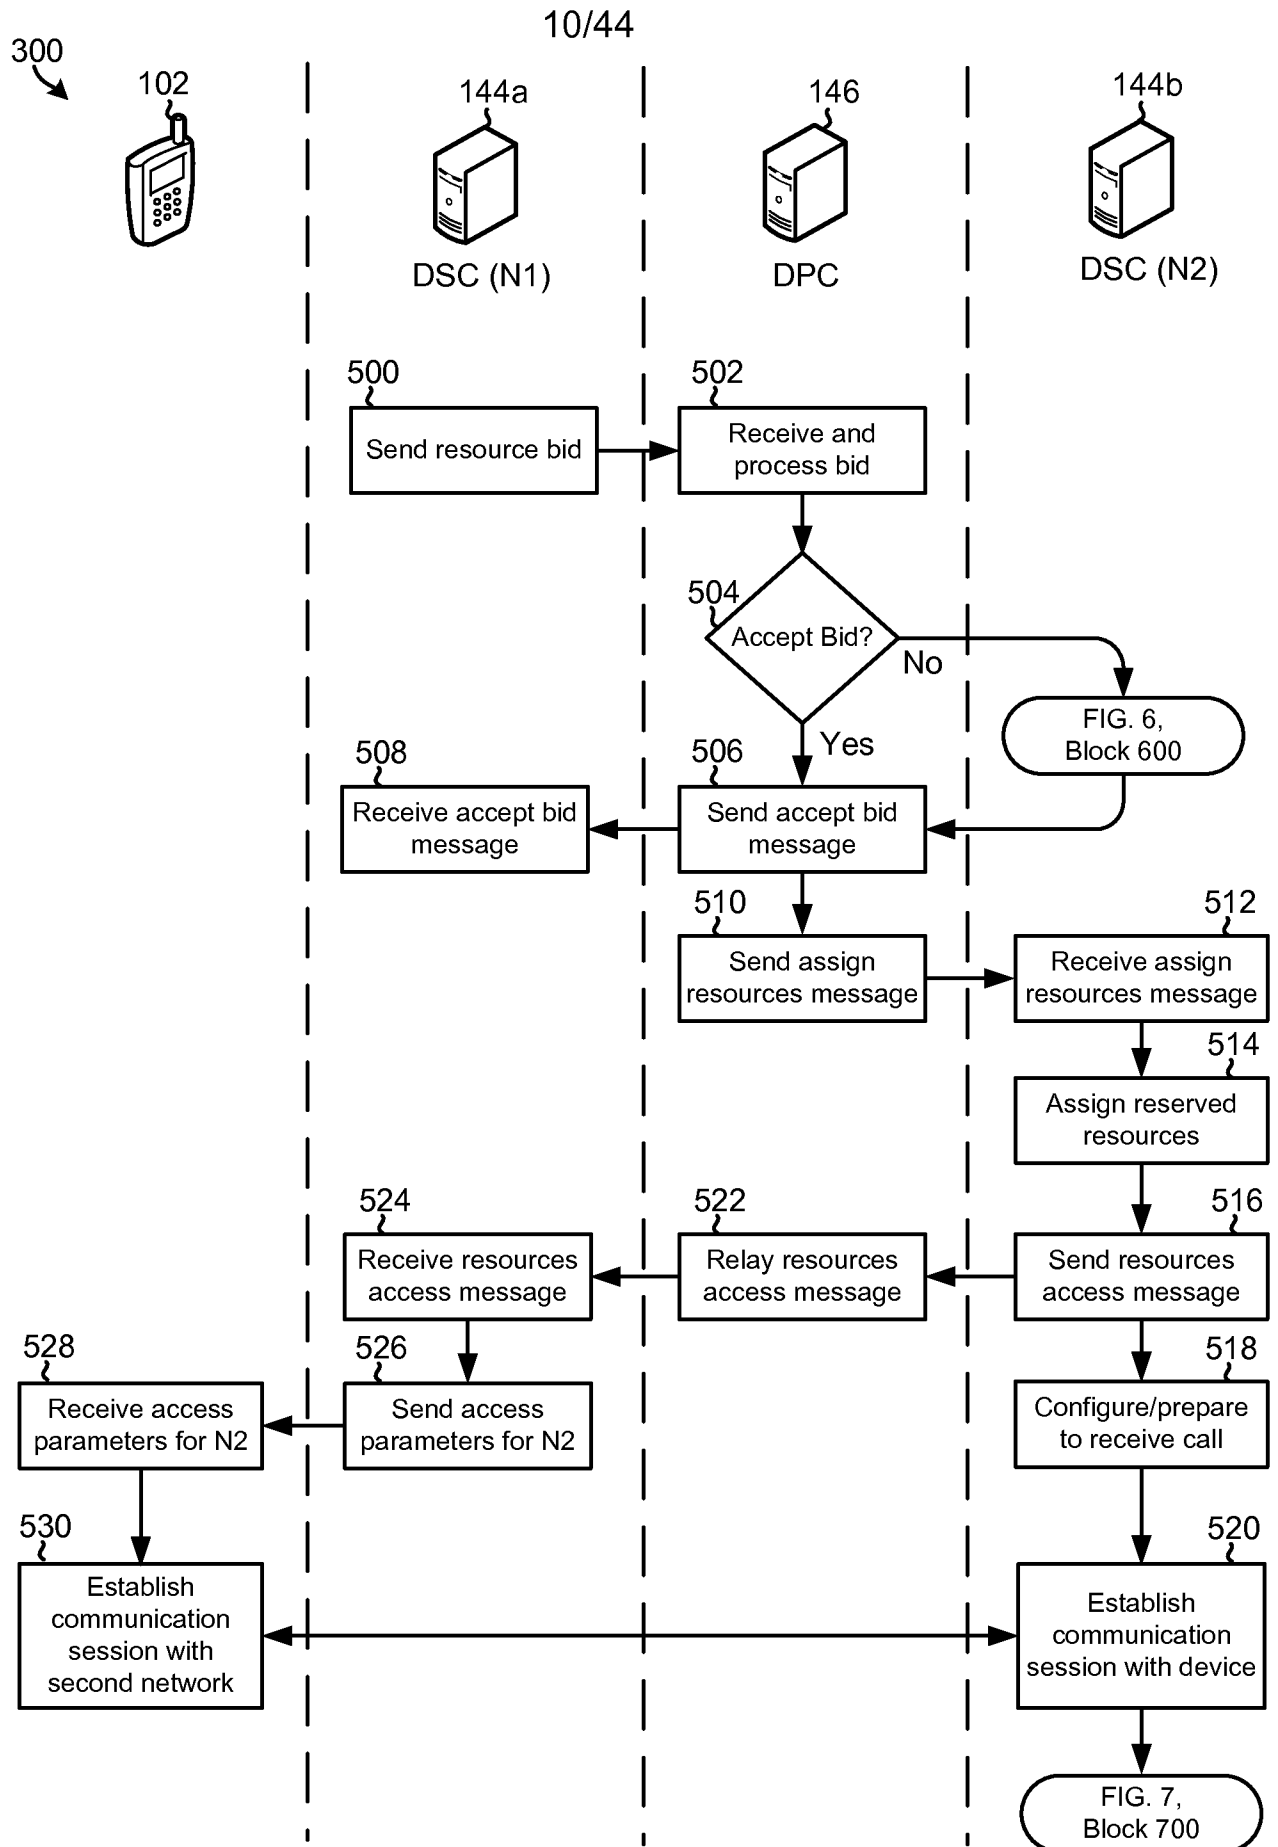 10/44
300
102
144a
146
144b
DSC (N1)
DPC
DSC (N2)
500
502
Send resource bid
Receive and
process bid
504
Accept Bid?
No
Yes
FIG. 6,
Block 600
508
506
Receive accept bid
message
Send accept bid
message
510
512
Send assign
resources message
Receive assign
resources message
514
Assign reserved
resources
524
522
516
Receive resources
access message
Relay resources
access message
Send resources
access message
528
526
518
Receive access
parameters for N2
Send access
parameters for N2
Configure/prepare
to receive call
530
520
Establish
communication
session with
second network
Establish
communication
session with device
FIG. 7,
Block 700